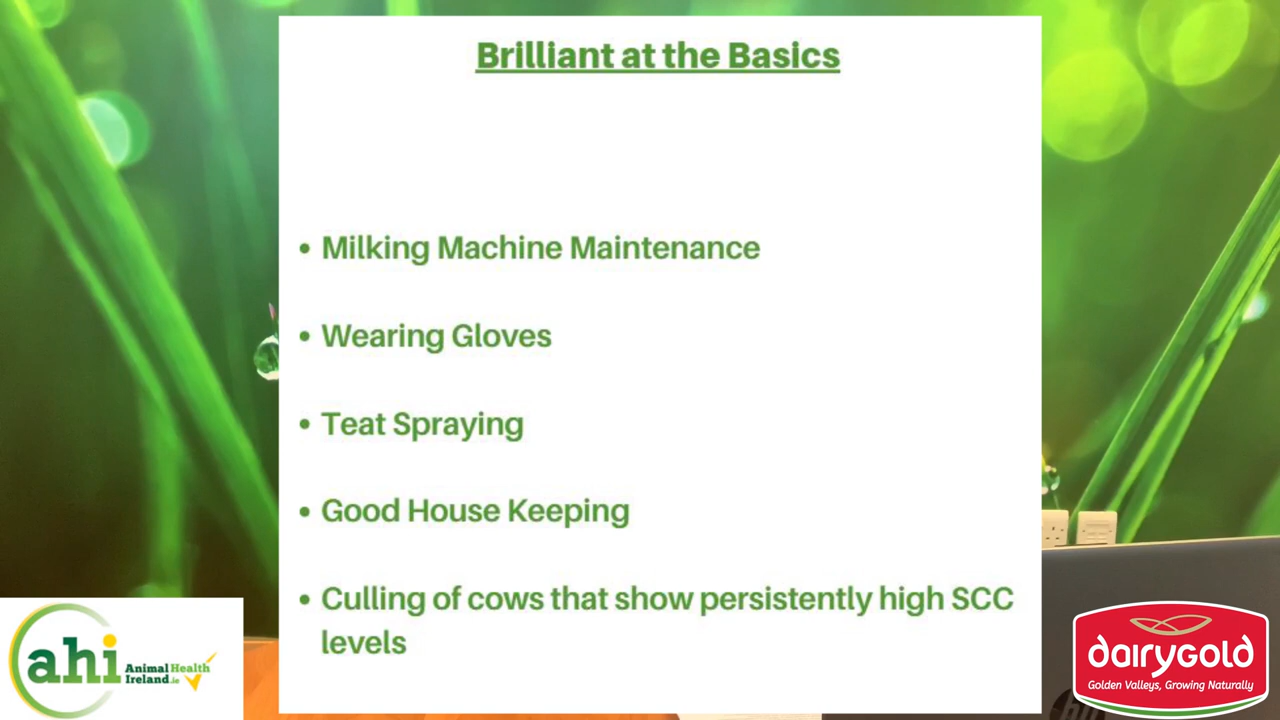 Brilliant at the Basics
• Milking Machine Maintenance
• Wearing Gloves
• Teat Spraying
• Good House Keeping
• Culling of cows that show persistently high SCC
levels
ahi Animal Health
Ireland.ie
dairygold
Golden Valleys, Growing Naturally
hp